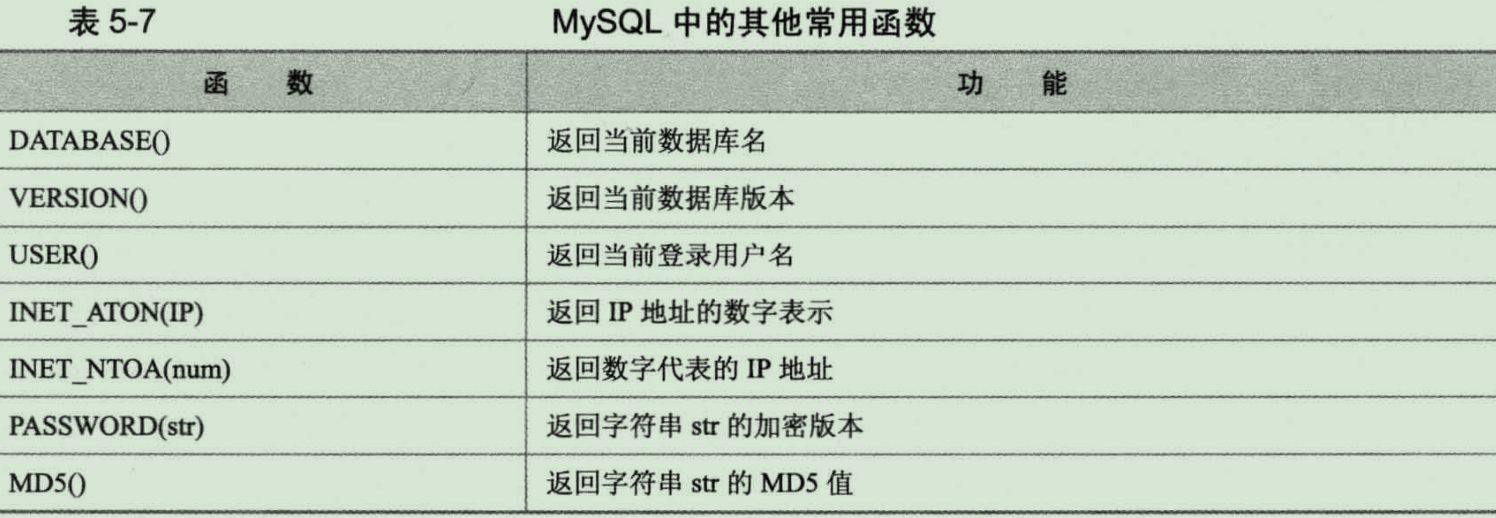 表 5-7 MySQL 中的其他常用函数
函 数 功 能
DATABASE() 返回当前数据库名
VERSION() 返回当前数据库版本
USER() 返回当前登录用户名
INET_ATON(IP) 返回 IP 地址的数字表示
INET_NTOA(num) 返回数字代表的 IP 地址
PASSWORD(str) 返回字符串 str 的加密版本
MD5() 返回字符串 str 的 MD5 值